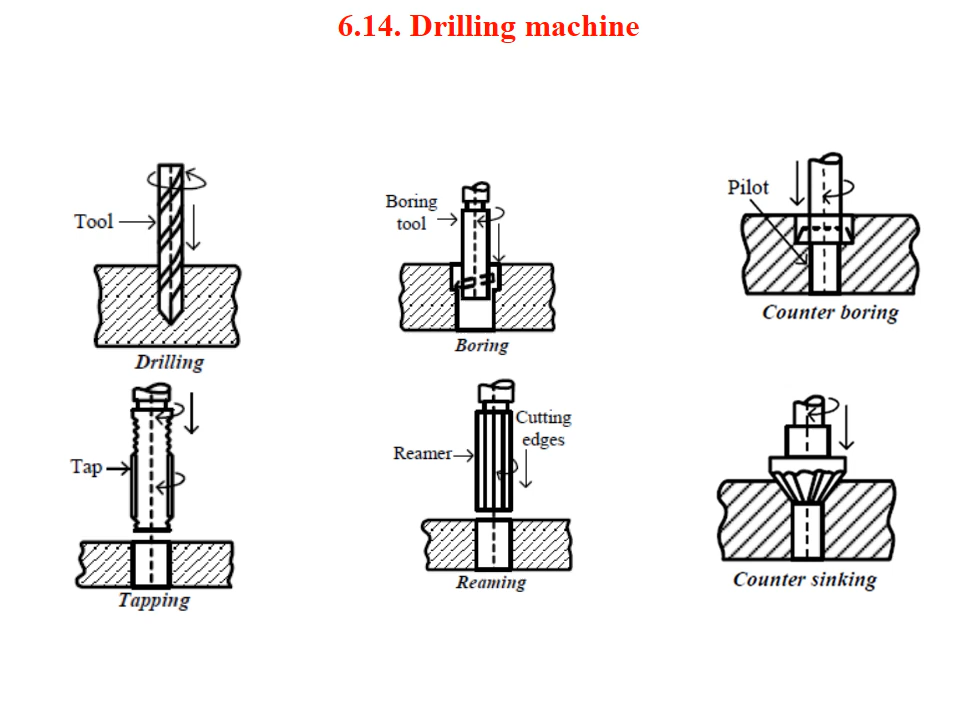 6.14. Drilling machine
Tool
Drilling
Boring
tool
Boring
Pilot
Counter boring
Tap
Tapping
Reamer
Cutting
edges
Reaming
Counter sinking